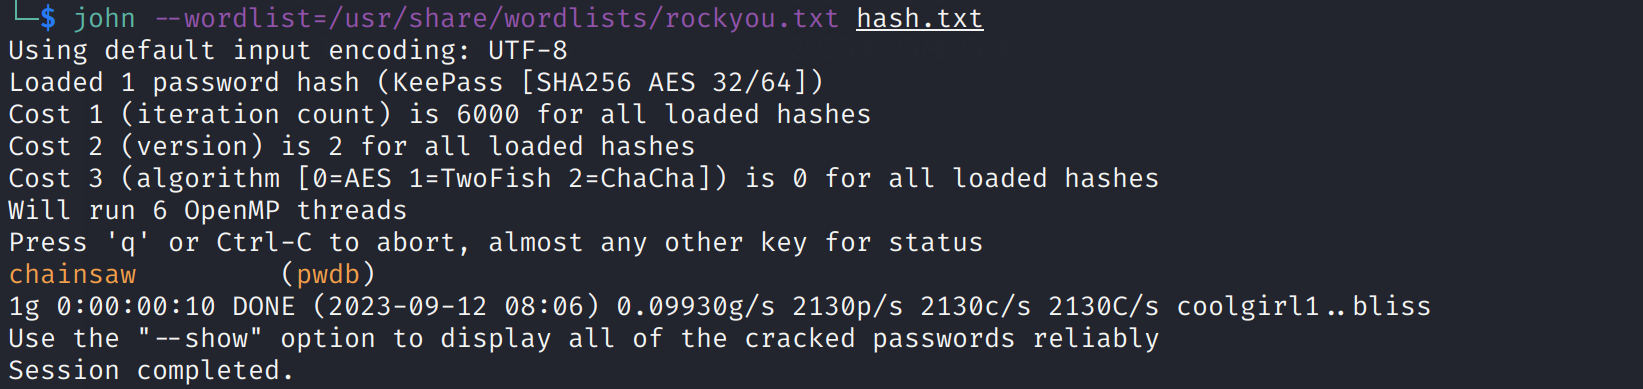 └─$ john --wordlist=/usr/share/wordlists/rockyou.txt hash.txt
Using default input encoding: UTF-8
Loaded 1 password hash (KeePass [SHA256 AES 32/64])
Cost 1 (iteration count) is 6000 for all loaded hashes
Cost 2 (version) is 2 for all loaded hashes
Cost 3 (algorithm [0=AES 1=TwoFish 2=ChaCha]) is 0 for all loaded hashes
Will run 6 OpenMP threads
Press 'q' or Ctrl-C to abort, almost any other key for status
chainsaw         (pwdb)
1g 0:00:00:10 DONE (2023-09-12 08:06) 0.09930g/s 2130p/s 2130c/s 2130C/s coolgirl1..bliss
Use the "--show" option to display all of the cracked passwords reliably
Session completed.